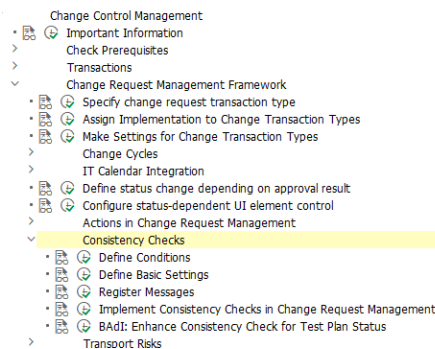 Change Control Management
Important Information
Check Prerequisites
Transactions
Change Request Management Framework
Specify change request transaction type
Assign Implementation to Change Transaction Types
Make Settings for Change Transaction Types
Change Cycles
IT Calendar Integration
Define status change depending on approval result
Configure status-dependent UI element control
Actions in Change Request Management
Consistency Checks
Define Conditions
Define Basic Settings
Register Messages
Implement Consistency Checks in Change Request Management
BAdI: Enhance Consistency Check for Test Plan Status
Transport Risks